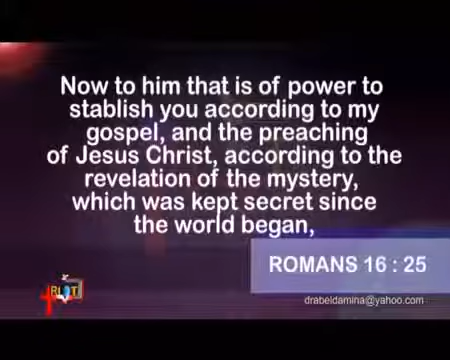 Now to him that is of power to
stablish you according to my
gospel, and the preaching
of Jesus Christ, according to the
revelation of the mystery,
which was kept secret since
the world began,
ROMANS 16 : 25
drabeldamina@yahoo.com